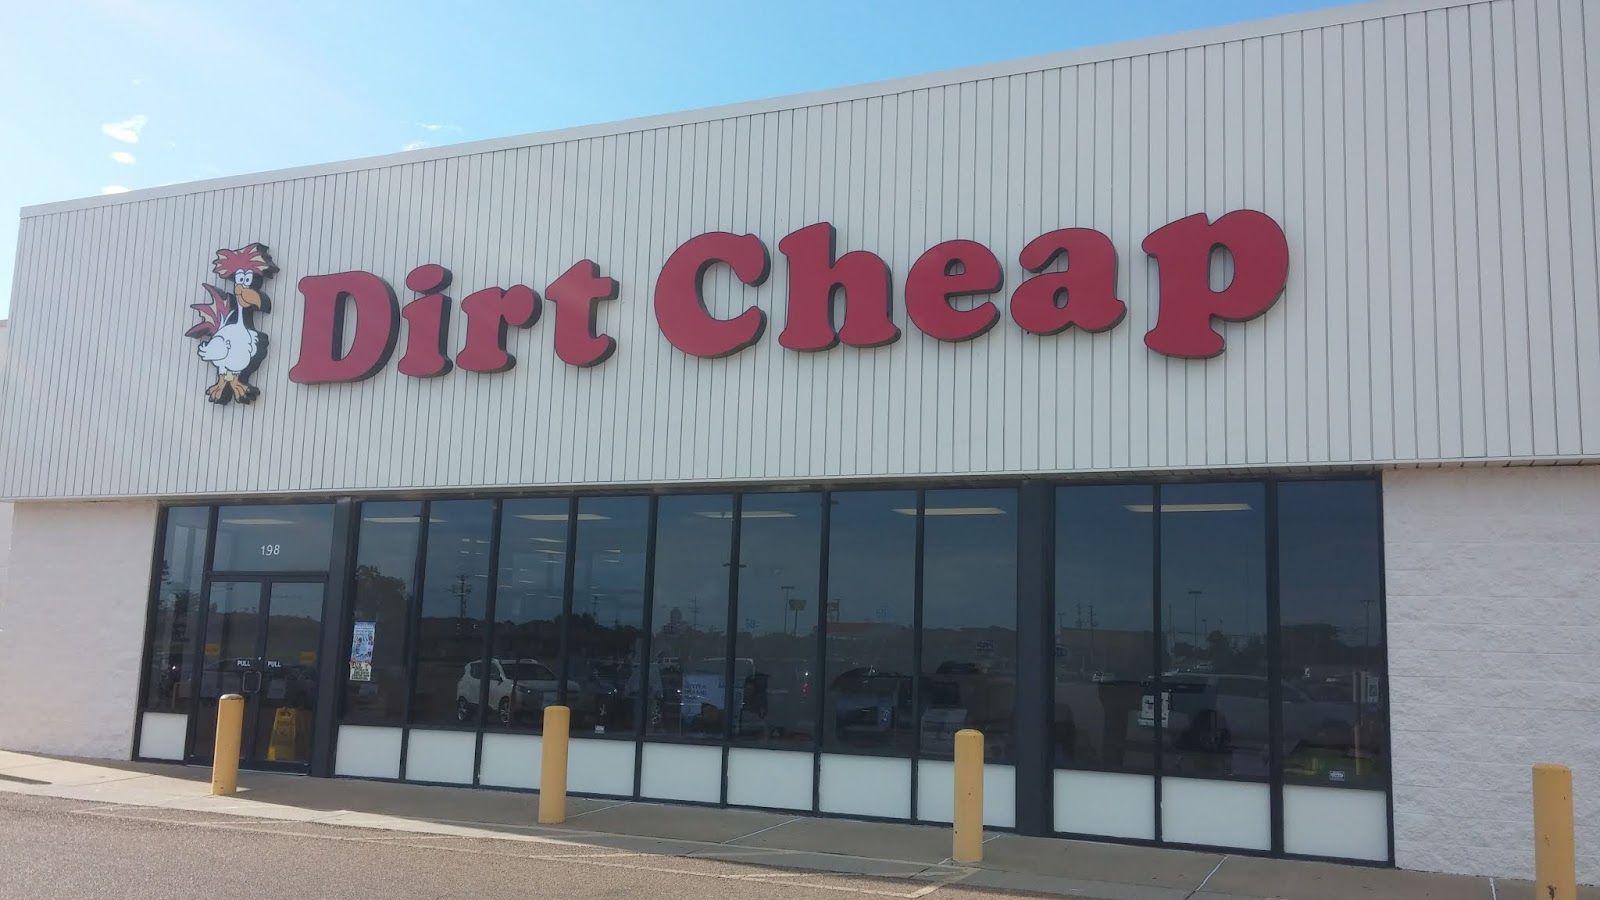 Dirt Cheap
198
PULL PULL